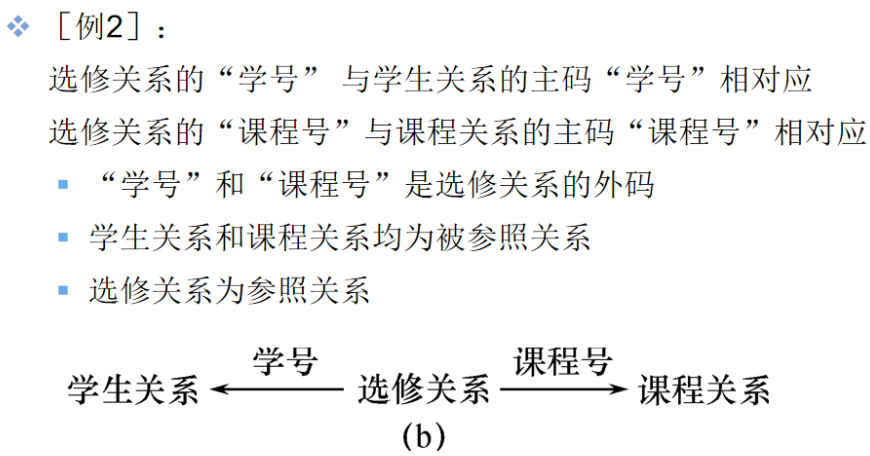 ❖ ［例2］：
选修关系的“学号” 与学生关系的主码“学号”相对应
选修关系的“课程号”与课程关系的主码“课程号”相对应
▪ “学号”和“课程号”是选修关系的外码
▪ 学生关系和课程关系均为被参照关系
▪ 选修关系为参照关系
学号 课程号
学生关系 选修关系 课程关系
(b)